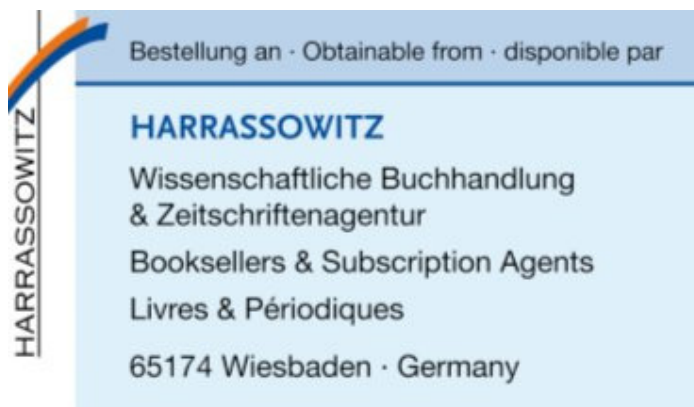 HARRASSOWITZ
Bestellung an · Obtainable from · disponible par
HARRASSOWITZ
Wissenschaftliche Buchhandlung
& Zeitschriftenagentur
Booksellers & Subscription Agents
Livres & Périodiques
65174 Wiesbaden · Germany